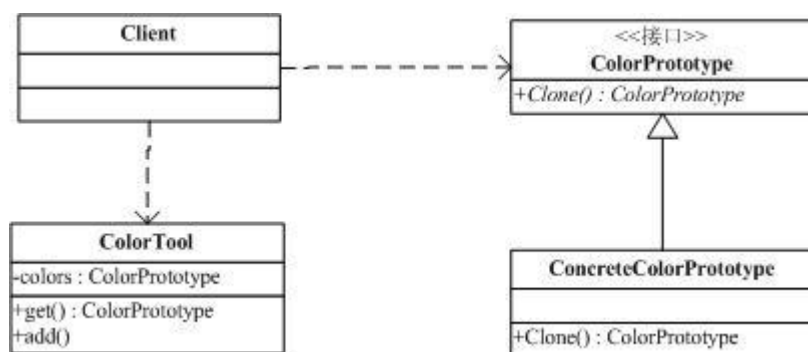 Client
<<接口>>
ColorPrototype
+Clone() : ColorPrototype
ColorTool
-colors : ColorPrototype
+get() : ColorPrototype
+add()
ConcreteColorPrototype
+Clone() : ColorPrototype